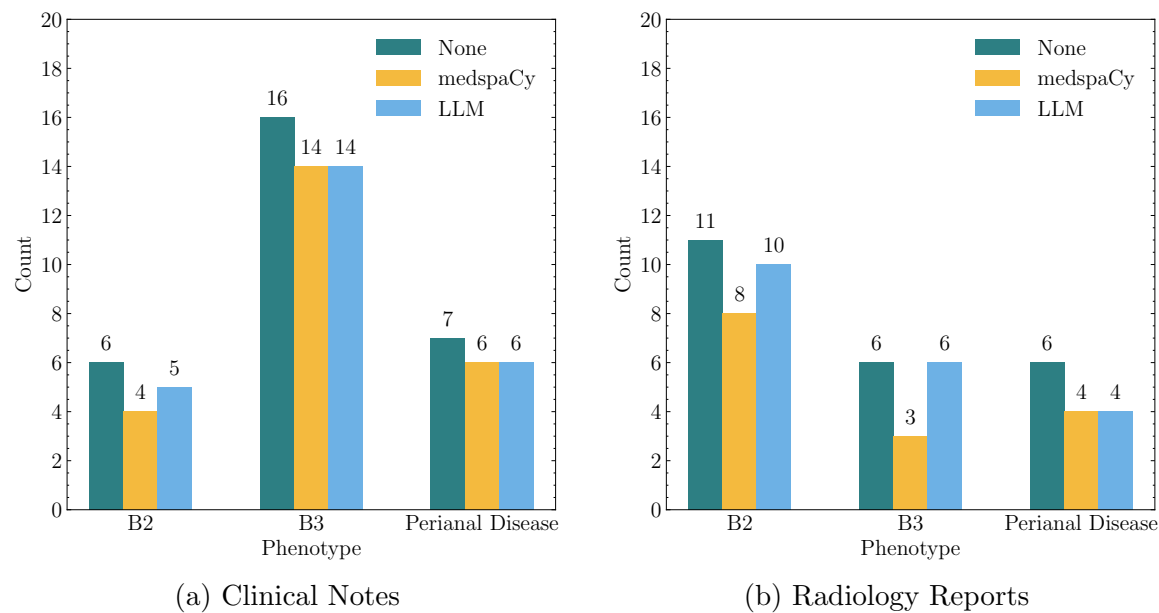 20
18
16
14
12
10
8
6
4
2
0
Count
None
medspaCy
LLM
6
4
5
16
14
14
7
6
6
B2
B3
Perianal Disease
Phenotype
(a) Clinical Notes
20
18
16
14
12
10
8
6
4
2
0
Count
None
medspaCy
LLM
11
8
10
6
3
6
6
4
4
B2
B3
Perianal Disease
Phenotype
(b) Radiology Reports